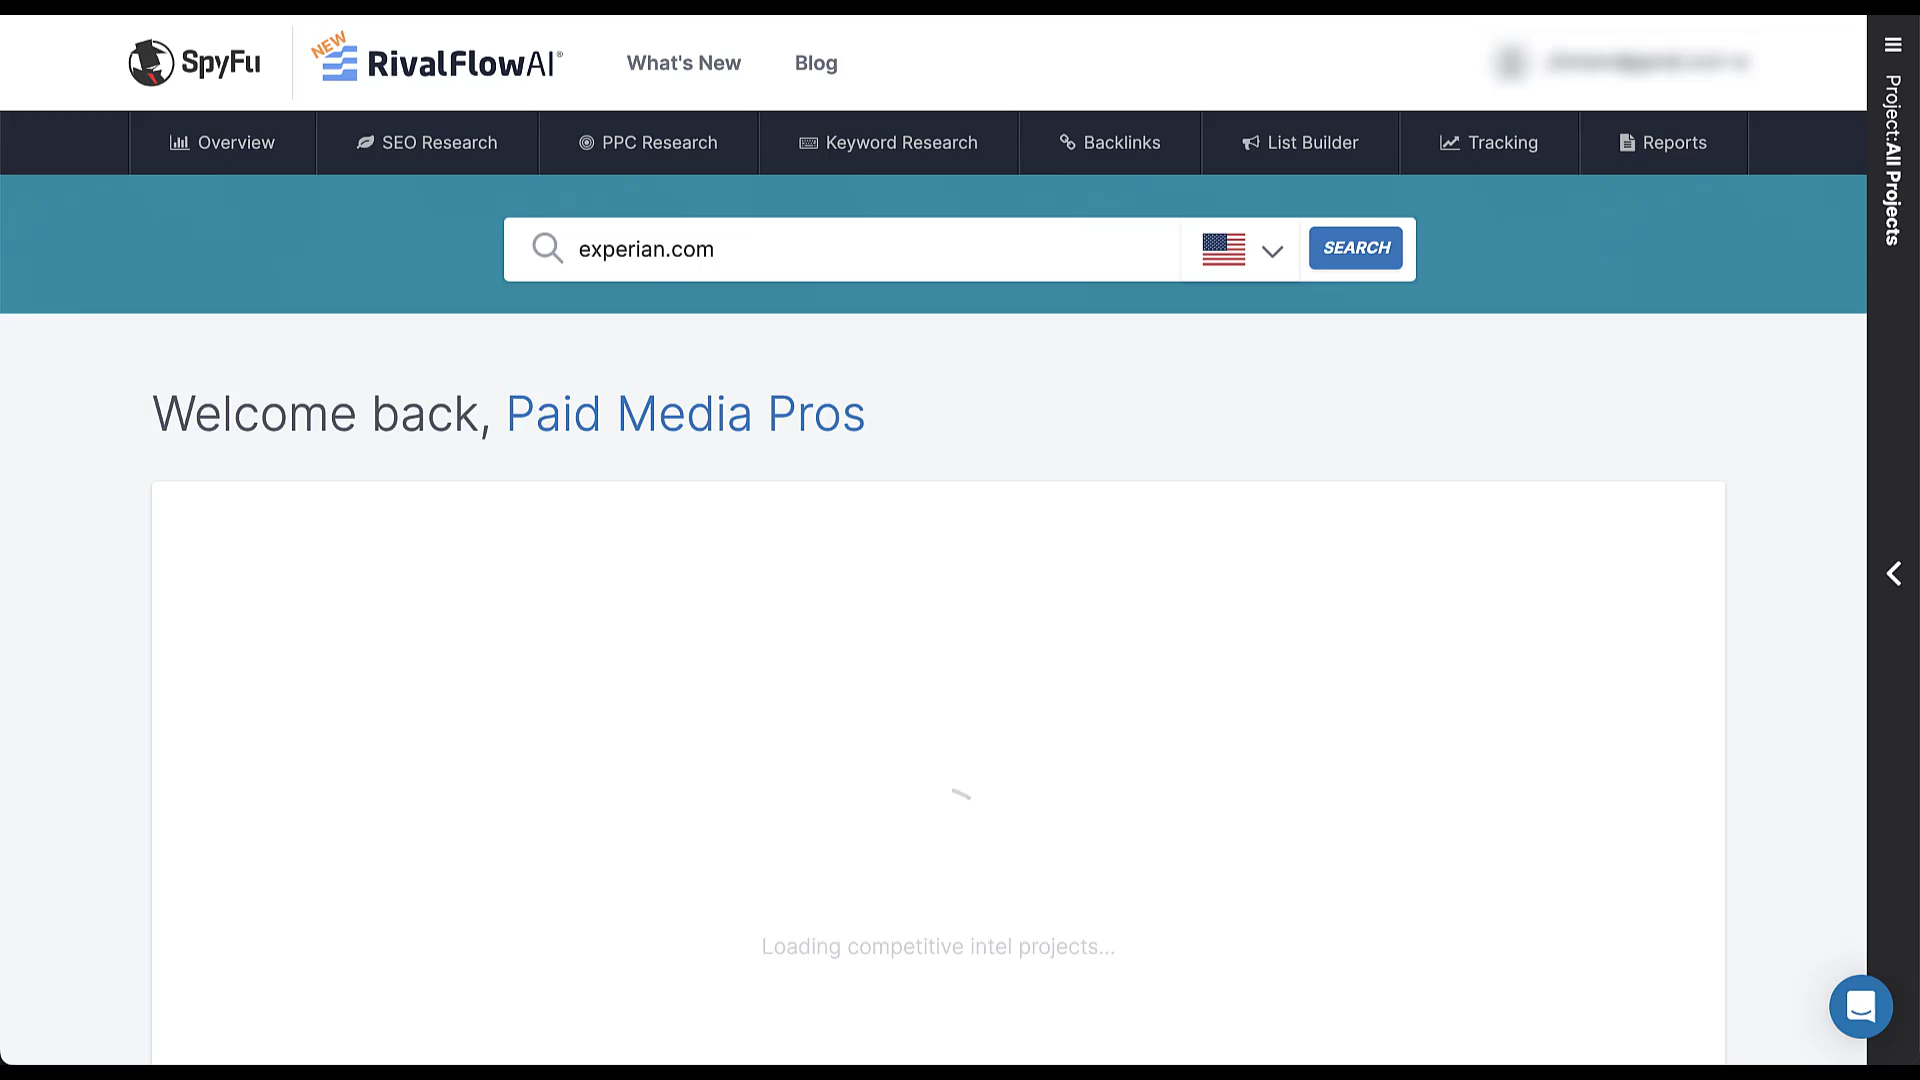 SpyFu
NEW
RivalFlowAI®
What's New
Blog
Overview
SEO Research
PPC Research
Keyword Research
Backlinks
List Builder
Tracking
Reports
Project:All Projects
experian.com
SEARCH
Welcome back, Paid Media Pros
Loading competitive intel projects...